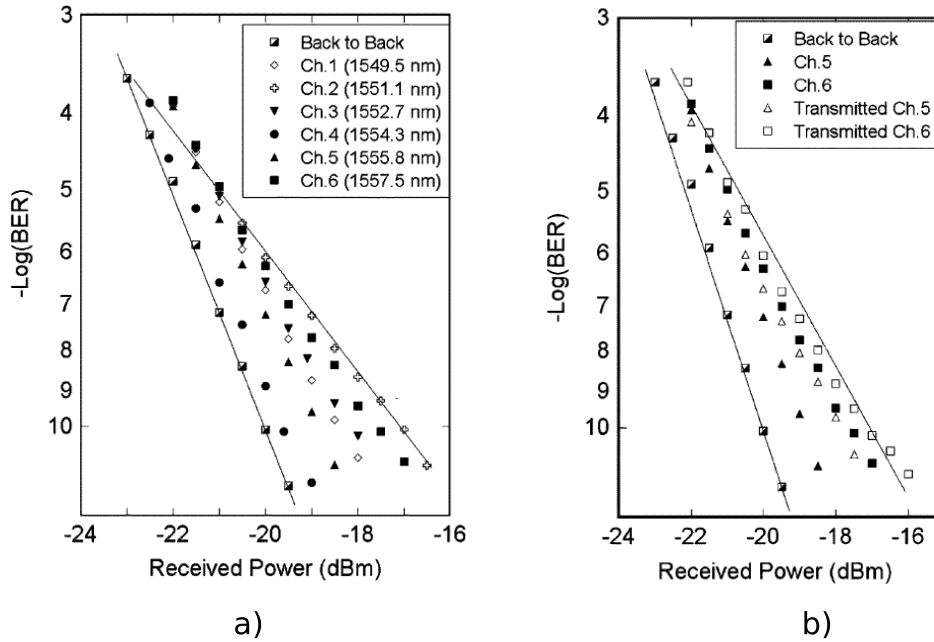 3
4
5
6
7
8
9
10
-Log(BER)
Back to Back
Ch.1 (1549.5 nm)
Ch.2 (1551.1 nm)
Ch.3 (1552.7 nm)
Ch.4 (1554.3 nm)
Ch.5 (1555.8 nm)
Ch.6 (1557.5 nm)
-24 -22 -20 -18 -16 -14
Received Power (dBm)
a)
3
4
5
6
7
8
9
10
-Log(BER)
Back to Back
Ch.5
Ch.6
Transmitted Ch.5
Transmitted Ch.6
-24 -22 -20 -18 -16
Received Power (dBm)
b)